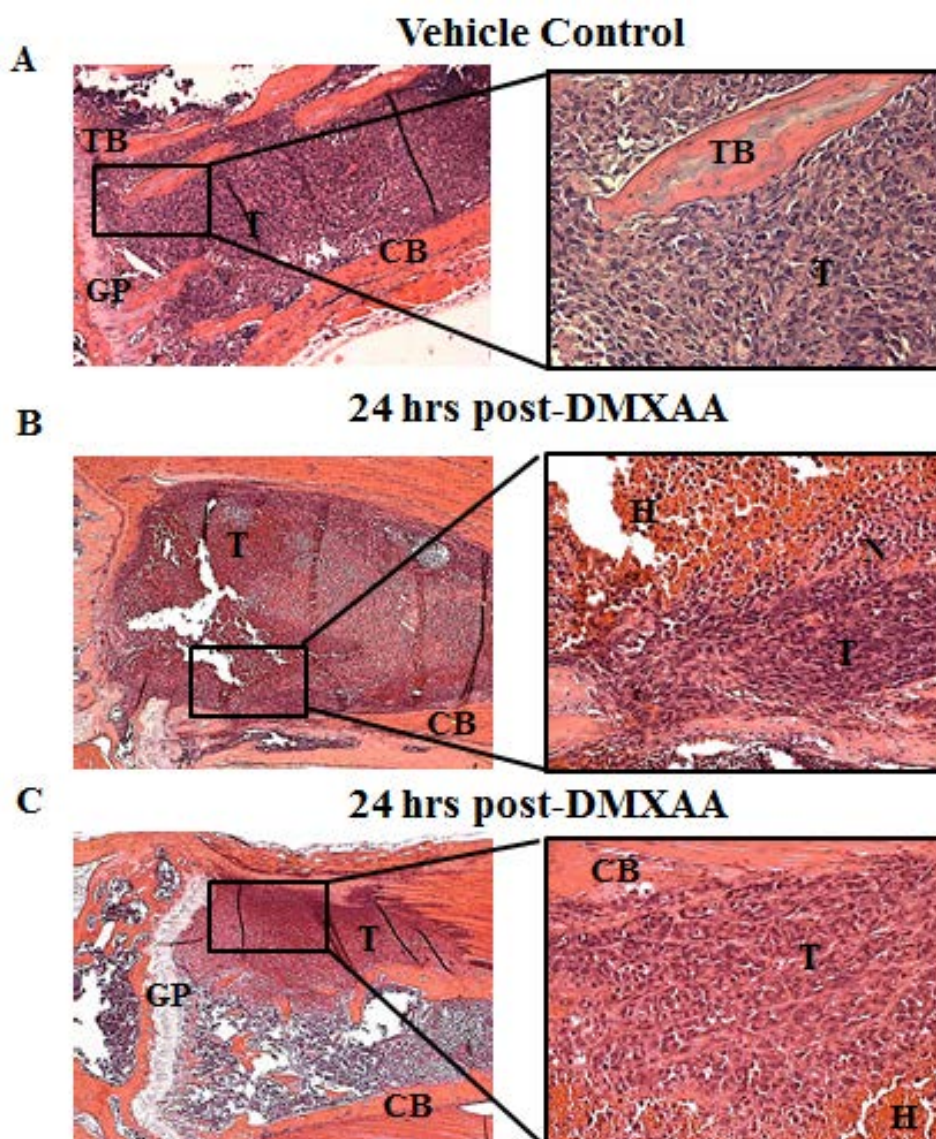 Vehicle Control
A
TB
T
CB
GP
TB
T
24 hrs post-DMXAA
B
T
CB
H
N
T
24 hrs post-DMXAA
C
T
GP
CB
CB
T
H